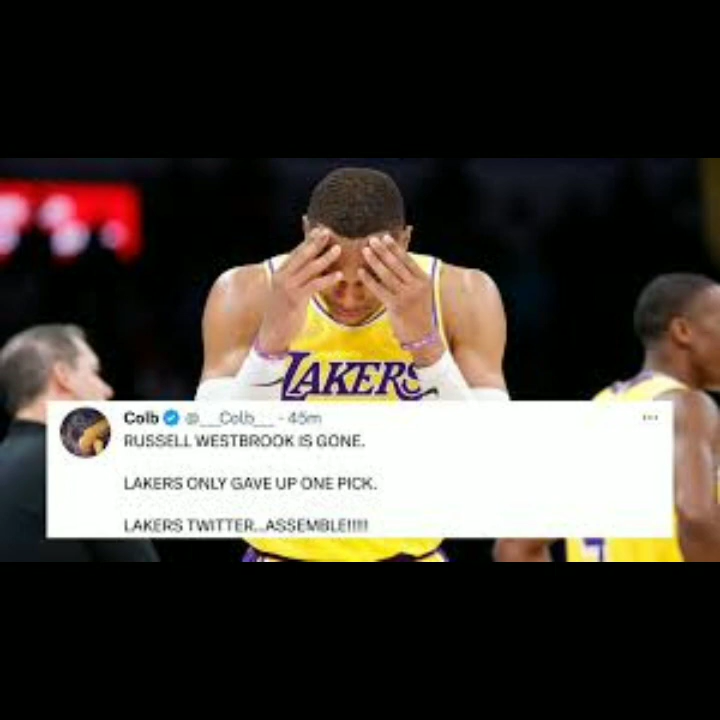 LAKERS
Colb @__Colb__ · 45m
RUSSELL WESTBROOK IS GONE.
LAKERS ONLY GAVE UP ONE PICK.
LAKERS TWITTER...ASSEMBLE!!!!!